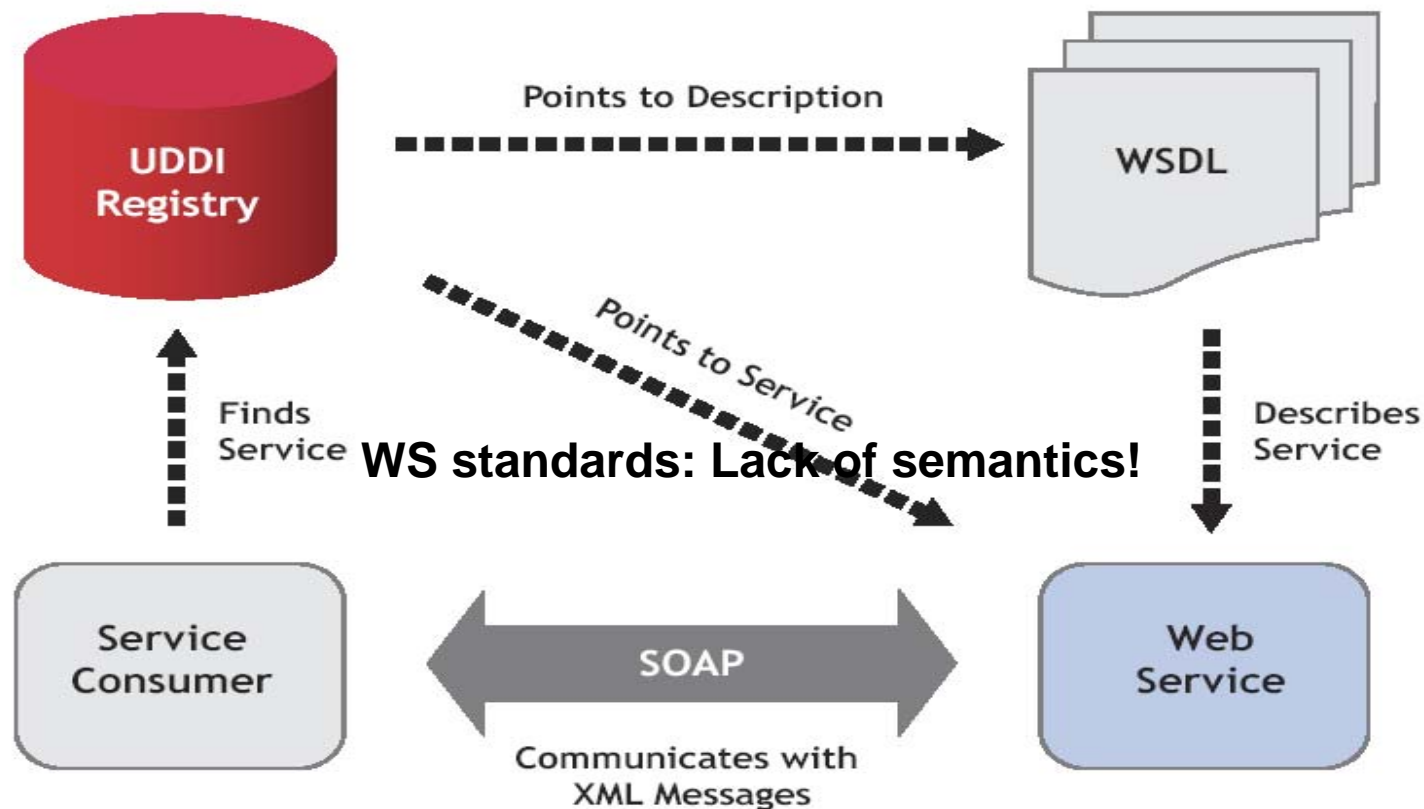 Points to Description
UDDI
Registry
WSDL
Points to Service
Finds
Service
Describes
Service
WS standards: Lack of semantics!
Service
Consumer
SOAP
Web
Service
Communicates with
XML Messages